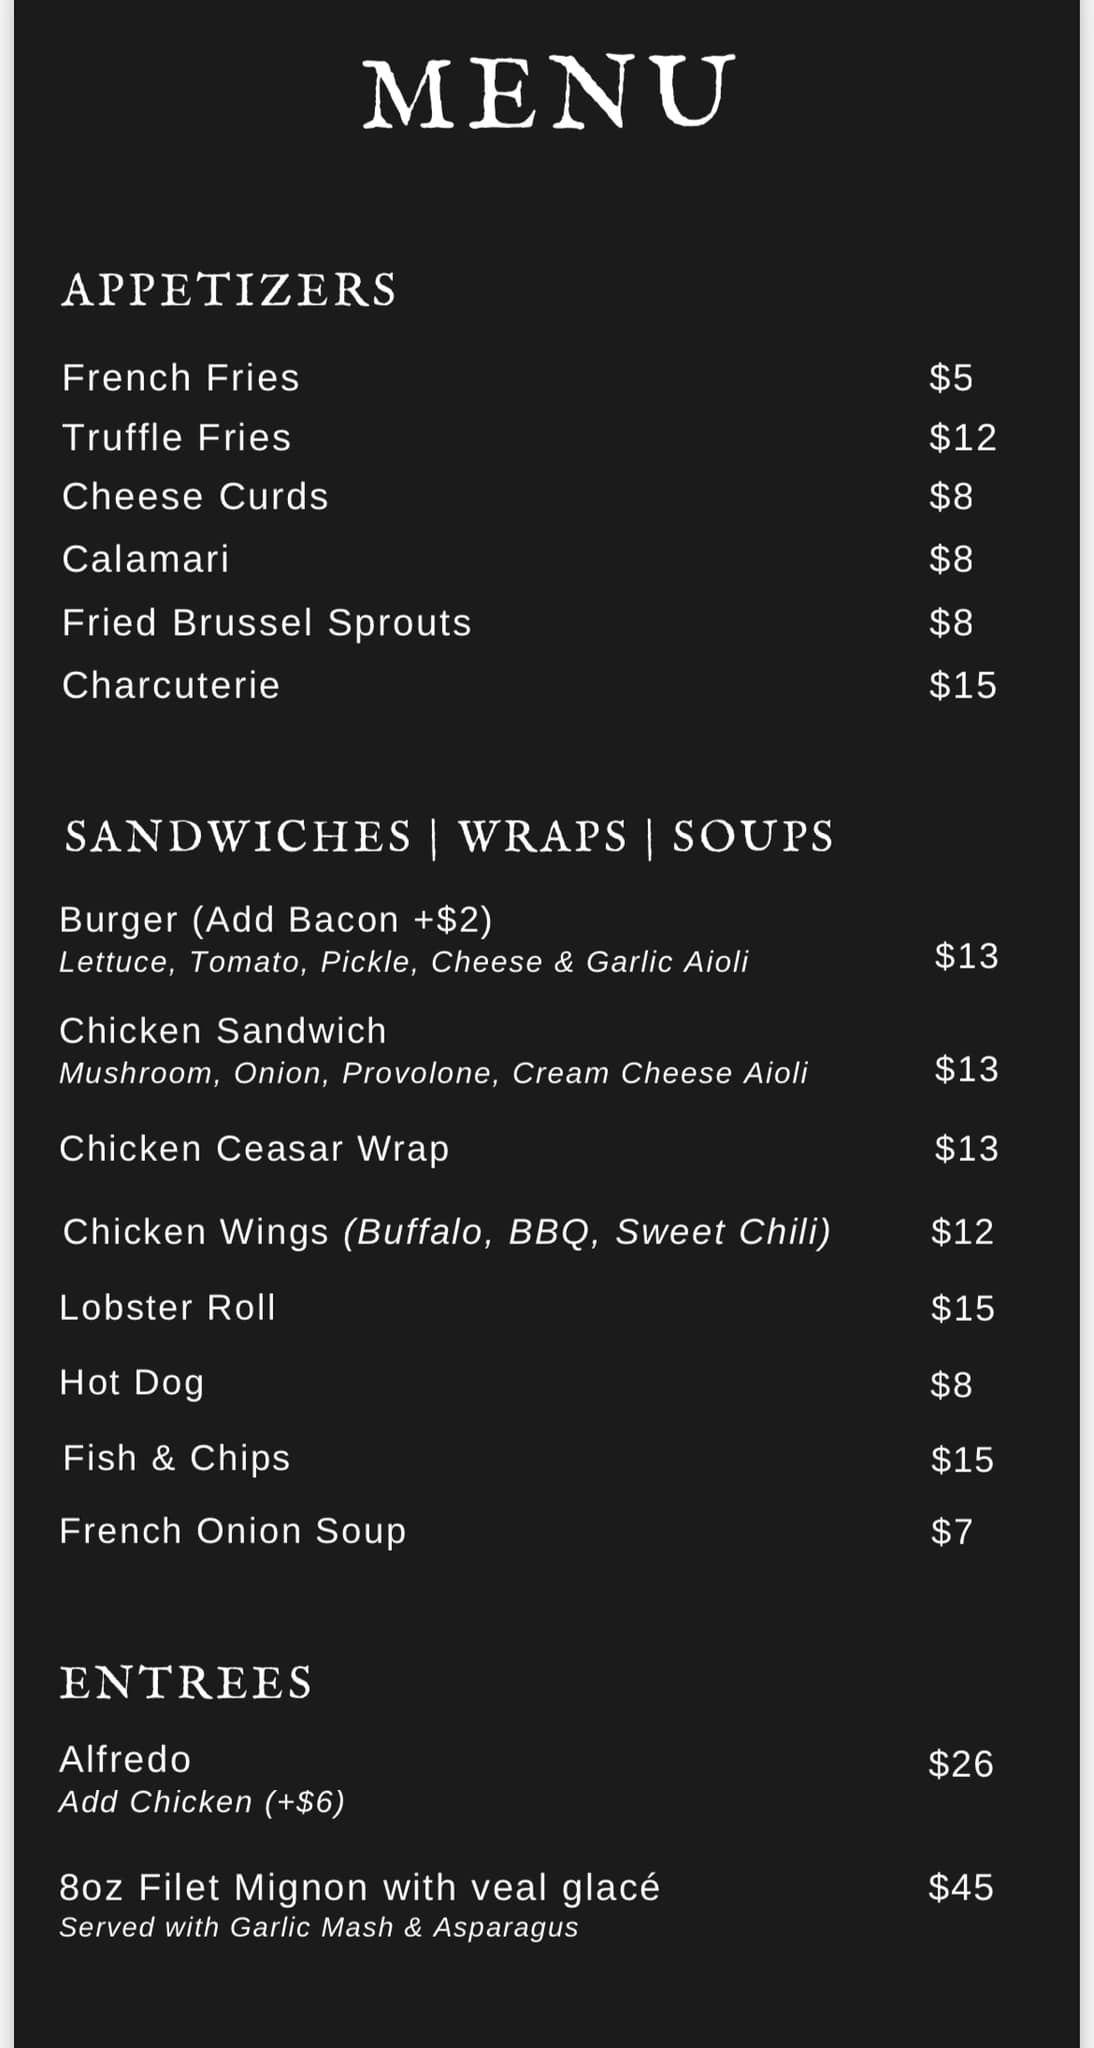 MENU
APPETIZERS
French Fries $5
Truffle Fries $12
Cheese Curds $8
Calamari $8
Fried Brussel Sprouts $8
Charcuterie $15
SANDWICHES | WRAPS | SOUPS
Burger (Add Bacon +$2)
Lettuce, Tomato, Pickle, Cheese & Garlic Aioli $13
Chicken Sandwich
Mushroom, Onion, Provolone, Cream Cheese Aioli $13
Chicken Ceasar Wrap $13
Chicken Wings (Buffalo, BBQ, Sweet Chili) $12
Lobster Roll $15
Hot Dog $8
Fish & Chips $15
French Onion Soup $7
ENTREES
Alfredo $26
Add Chicken (+$6)
8oz Filet Mignon with veal glacé $45
Served with Garlic Mash & Asparagus